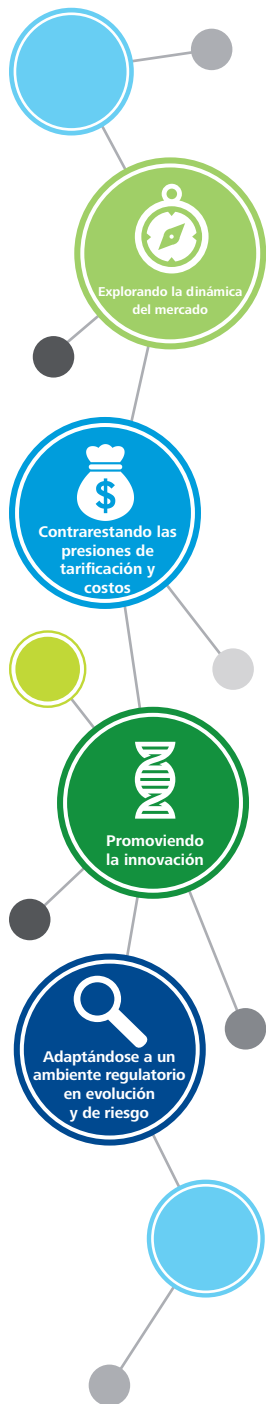 Explorando la dinámica
del mercado
$
Contrarestando las
presiones de
tarificación y
costos
Promoviendo
la innovación
Adaptándose a un
ambiente regulatorio
en evolución
y de riesgo